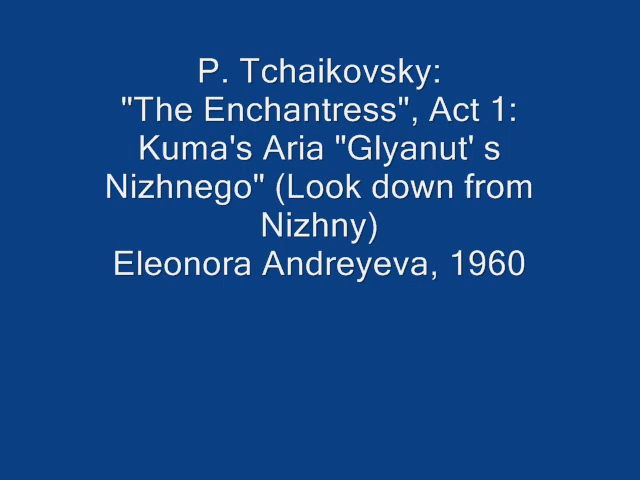 P. Tchaikovsky:
"The Enchantress", Act 1:
Kuma's Aria "Glyanut' s
Nizhnego" (Look down from
Nizhny)
Eleonora Andreyeva, 1960